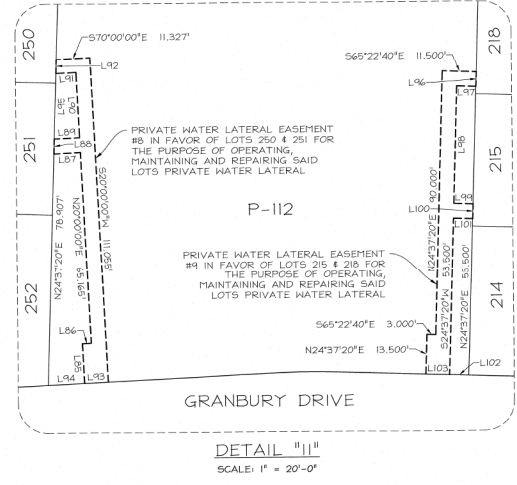 250
S70°00'00"E 11.327'
L92
L91
L95
L90
L89
L88
L87
251
252
N24°37'20"E 78.907'
N20°00'00"E 65.165'
S20°00'00"W 111.055'
L86
L85
L94
L93
PRIVATE WATER LATERAL EASEMENT
#8 IN FAVOR OF LOTS 250 & 251 FOR
THE PURPOSE OF OPERATING,
MAINTAINING AND REPAIRING SAID
LOTS PRIVATE WATER LATERAL
P-112
S65°22'40"E 11.500'
218
L96
L97
L98
215
L99
L100
L101
N24°37'20"E 90.000'
PRIVATE WATER LATERAL EASEMENT
#9 IN FAVOR OF LOTS 215 & 218 FOR
THE PURPOSE OF OPERATING,
MAINTAINING AND REPAIRING SAID
LOTS PRIVATE WATER LATERAL
S24°37'20"W 53.500'
N24°37'20"E 55.500'
214
S65°22'40"E 3.000'
N24°37'20"E 13.500'
L102
L103
GRANBURY DRIVE
DETAIL "11"
SCALE: 1" = 20'-0"